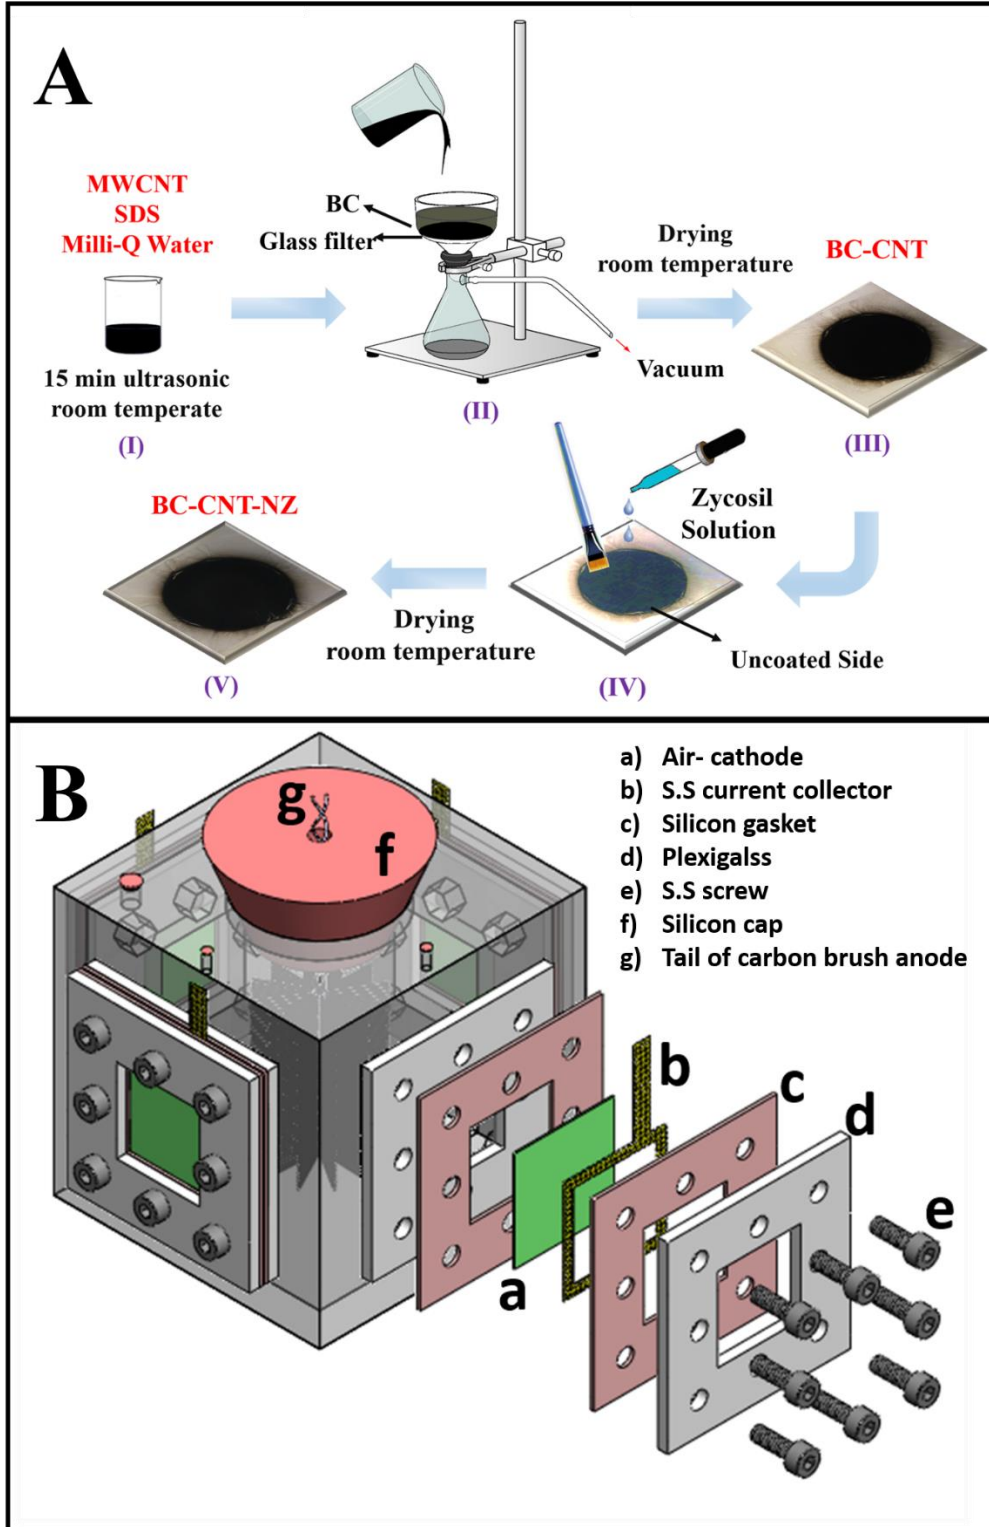 A
MWCNT
SDS
Milli-Q Water
15 min ultrasonic
room temperate
(I)
BC
Glass filter
Vacuum
(II)
Drying
room temperature
BC-CNT
(III)
Zycosil
Solution
Uncoated Side
(IV)
Drying
room temperature
BC-CNT-NZ
(V)
B
a) Air- cathode
b) S.S current collector
c) Silicon gasket
d) Plexigalss
e) S.S screw
f) Silicon cap
g) Tail of carbon brush anode
g
f
b
c
d
e
a